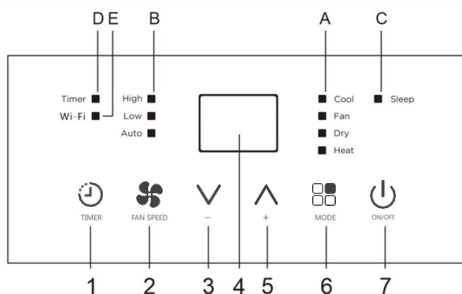 D E B A C
Timer High Cool Sleep
Wi-Fi Low Fan
Auto Dry
Heat
TIMER FAN SPEED − + MODE ON/OFF
1 2 3 4 5 6 7